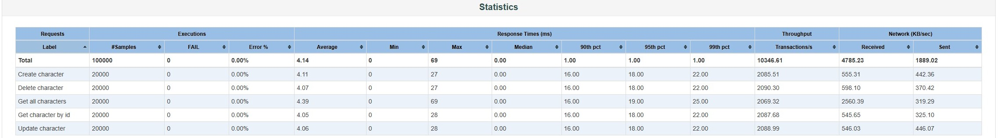 Statistics
Requests Executions Response Times (ms) Throughput Network (KB/sec)
Label #Samples FAIL Error % Average Min Max Median 90th pct 95th pct 99th pct Transactions/s Received Sent
Total 100000 0 0.00% 4.14 0 69 0.00 1.00 1.00 1.00 10346.61 4785.23 1889.02
Create character 20000 0 0.00% 4.11 0 27 0.00 16.00 18.00 22.00 2085.51 555.31 442.36
Delete character 20000 0 0.00% 4.07 0 27 0.00 16.00 18.00 22.00 2090.30 598.10 370.42
Get all characters 20000 0 0.00% 4.39 0 69 0.00 16.00 19.00 25.00 2069.32 2560.39 319.29
Get character by id 20000 0 0.00% 4.05 0 28 0.00 16.00 18.00 22.00 2087.68 545.65 325.10
Update character 20000 0 0.00% 4.06 0 28 0.00 16.00 18.00 22.00 2088.99 546.03 446.07